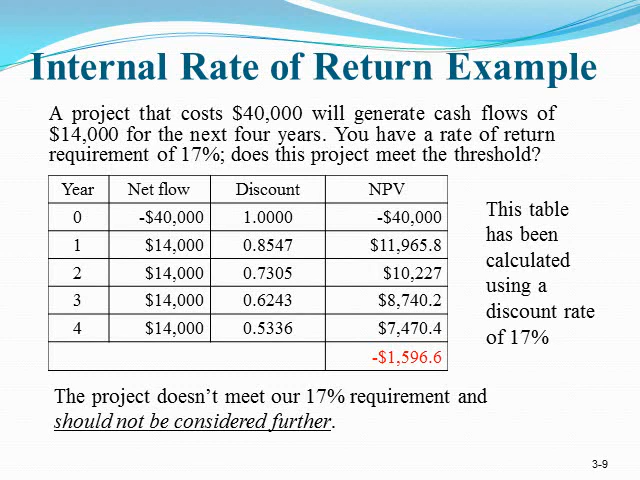 Internal Rate of Return Example
A project that costs $40,000 will generate cash flows of
$14,000 for the next four years. You have a rate of return
requirement of 17%; does this project meet the threshold?
Year Net flow Discount NPV
0 -$40,000 1.0000 -$40,000
1 $14,000 0.8547 $11,965.8
2 $14,000 0.7305 $10,227
3 $14,000 0.6243 $8,740.2
4 $14,000 0.5336 $7,470.4
-$1,596.6
This table
has been
calculated
using a
discount rate
of 17%
The project doesn’t meet our 17% requirement and
should not be considered further.
3-9